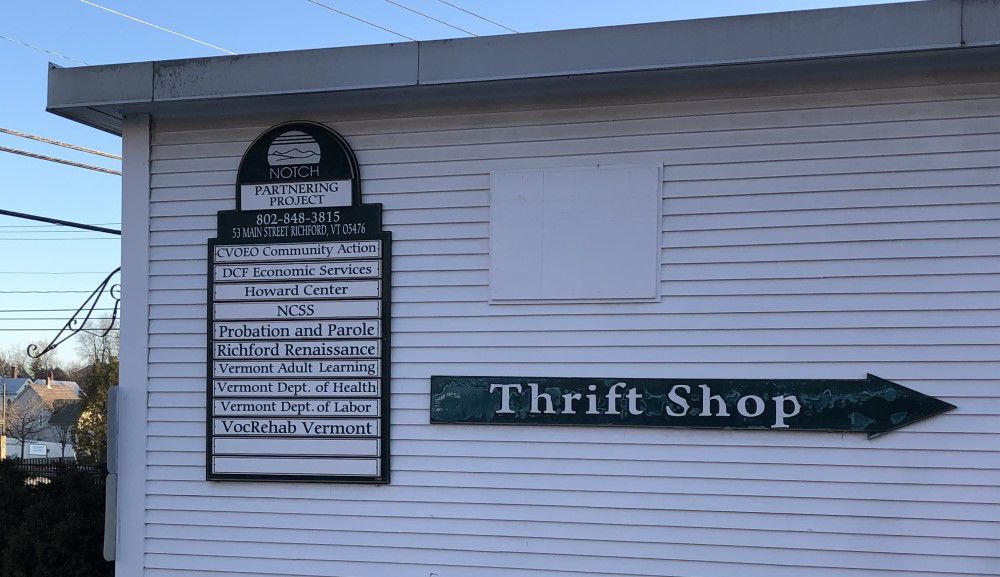 NOTCH
PARTNERING
PROJECT
802-848-3815
53 MAIN STREET RICHFORD, VT 05476
CVOEO Community Action
DCF Economic Services
Howard Center
NCSS
Probation and Parole
Richford Renaissance
Vermont Adult Learning
Vermont Dept. of Health
Vermont Dept. of Labor
VocRehab Vermont
Thrift Shop